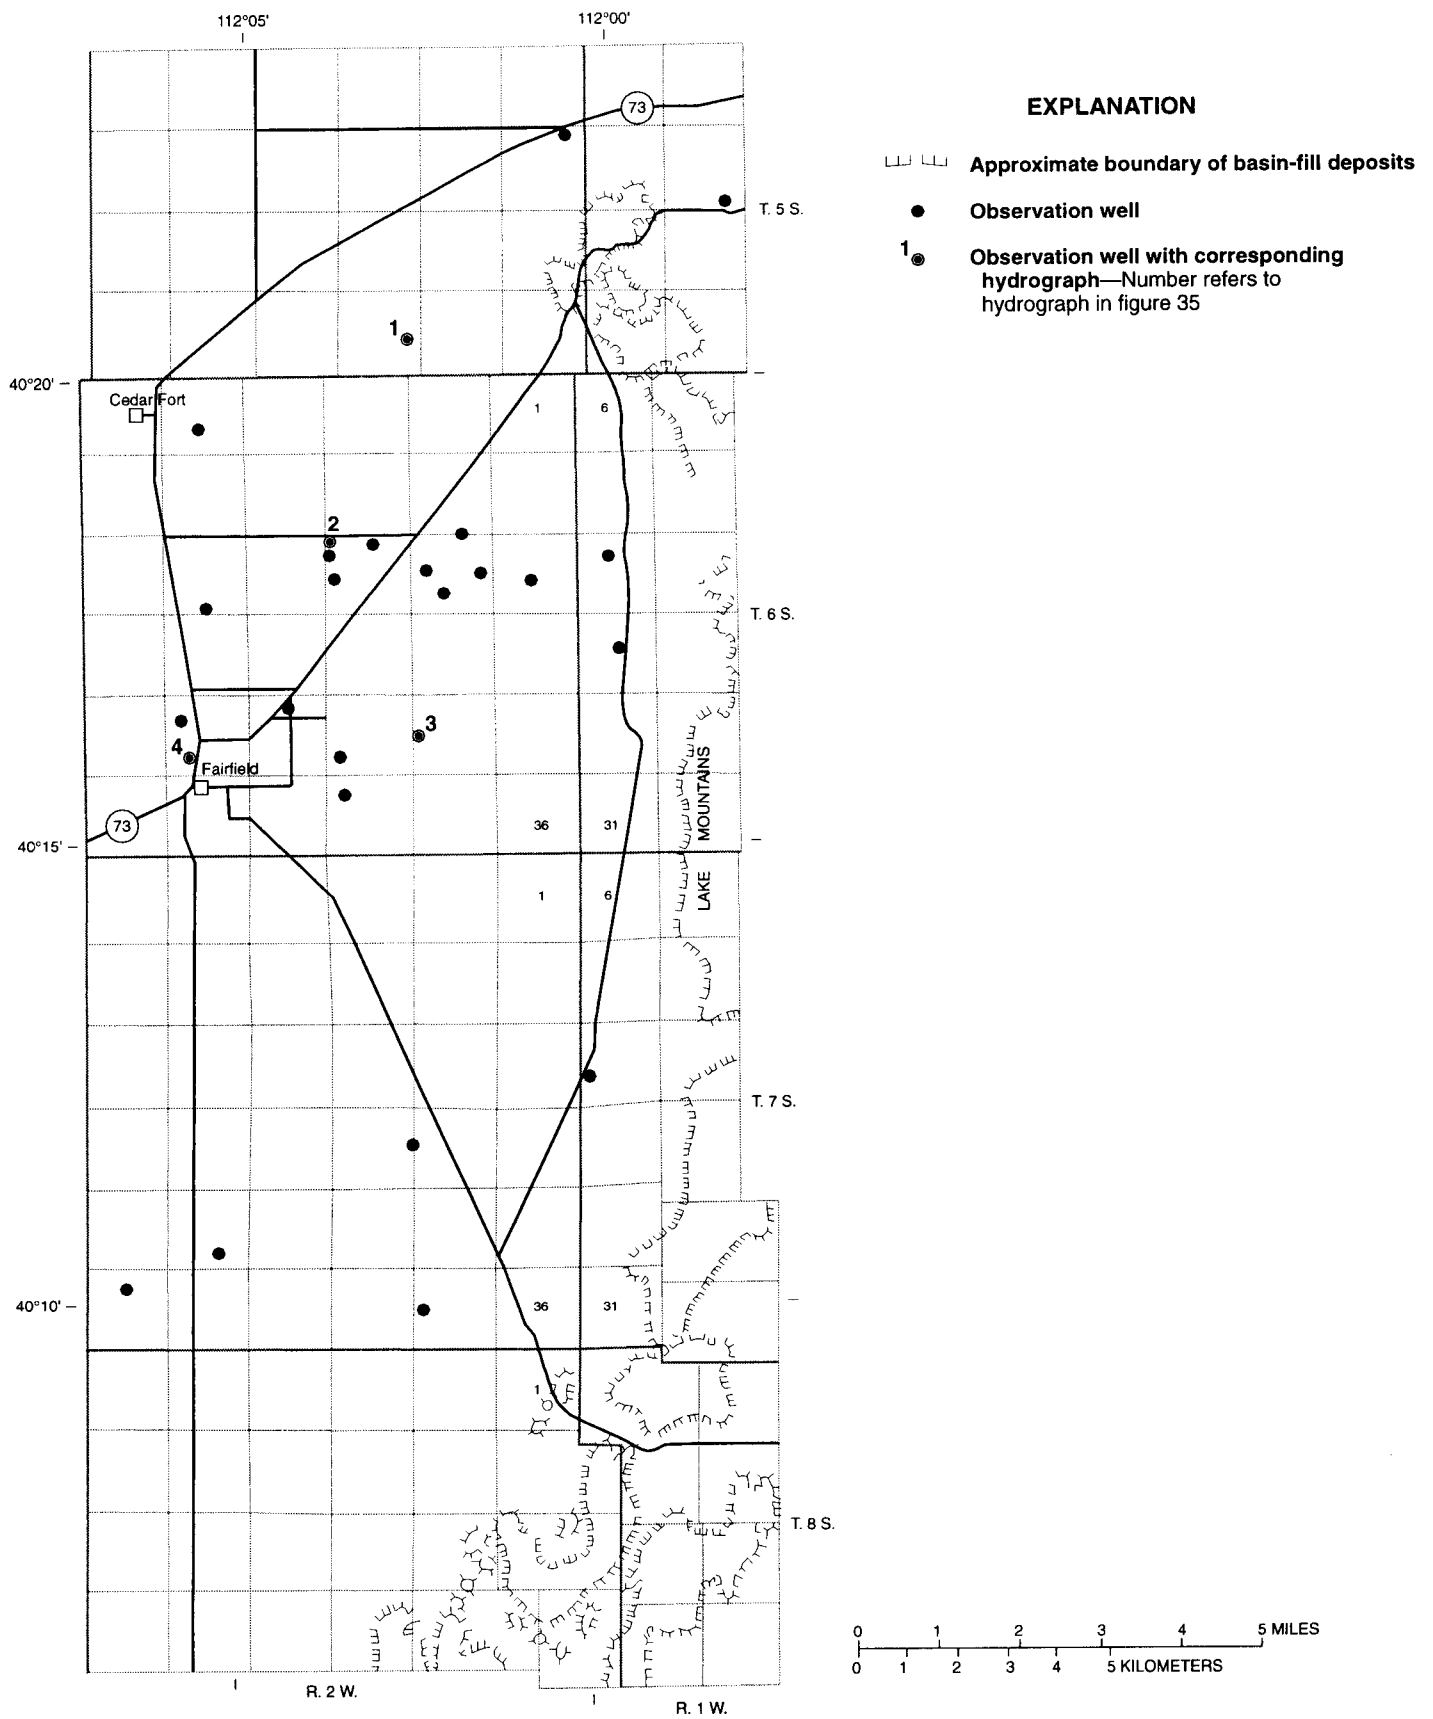 112°05'
112°00'
73
EXPLANATION
Approximate boundary of basin-fill deposits
T. 5 S.
Observation well
1
Observation well with corresponding
hydrograph—Number refers to
hydrograph in figure 35
1
40°20'
Cedar Fort
1
6
2
T. 6 S.
3
4
Fairfield
MOUNTAINS
73
36
31
40°15'
LAKE
1
6
T. 7 S.
40°10'
36
31
1
T. 8 S.
0 1 2 3 4 5 MILES
0 1 2 3 4 5 KILOMETERS
R. 2 W.
R. 1 W.